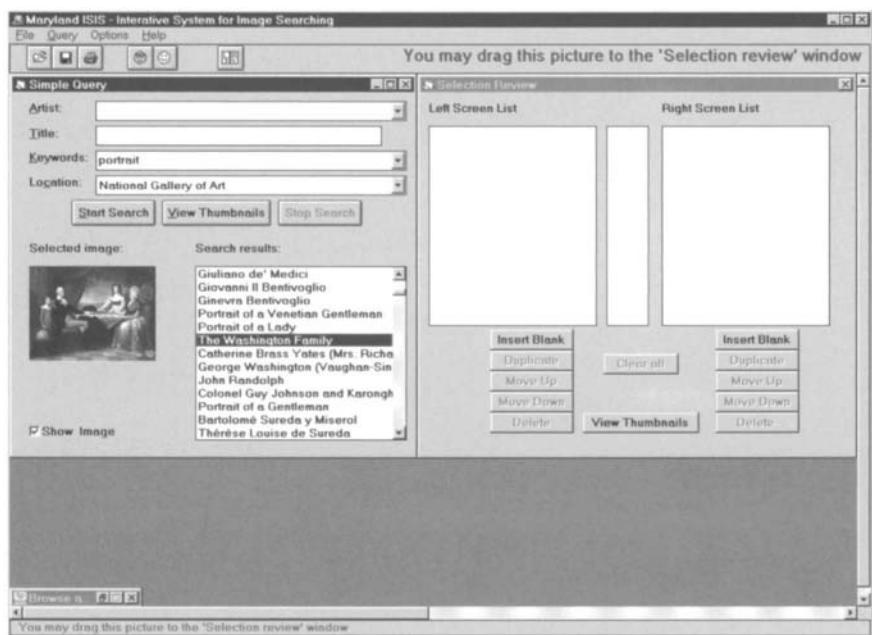 Maryland ISIS - Interative System for Image Searching
File Query Options Help
You may drag this picture to the 'Selection review' window
Simple Query
Artist:
Title:
Keywords: portrait
Location: National Gallery of Art
Start Search View Thumbnails Stop Search
Selected image:
Search results:
Giuliano de' Medici
Giovanni II Bentivoglio
Ginevra Bentivoglio
Portrait of a Venetian Gentleman
Portrait of a Lady
The Washington Family
Catherine Brass Yates (Mrs. Richa
George Washington (Vaughan-Sin
John Randolph
Colonel Guy Johnson and Karongh
Portrait of a Gentleman
Bartolomé Sureda y Miserol
Thérèse Louise de Sureda
Show Image
Selection Review
Left Screen List
Right Screen List
Insert Blank
Duplicate
Move Up
Move Down
Delete
Clear all
View Thumbnails
Insert Blank
Duplicate
Move Up
Move Down
Delete
Browse a...
You may drag this picture to the 'Selection review' window